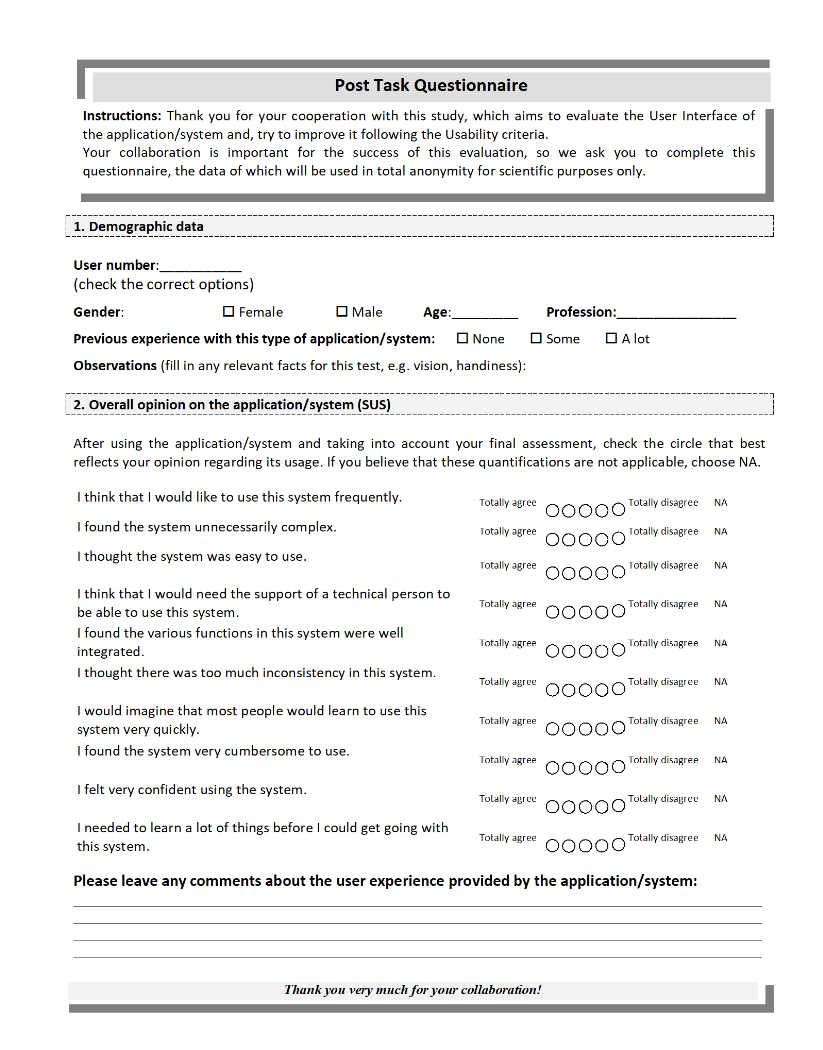 Post Task Questionnaire
Instructions: Thank you for your cooperation with this study, which aims to evaluate the User Interface of
the application/system and, try to improve it following the Usability criteria.
Your collaboration is important for the success of this evaluation, so we ask you to complete this
questionnaire, the data of which will be used in total anonymity for scientific purposes only.
1. Demographic data
User number:___________
(check the correct options)
Gender: ☐ Female ☐ Male Age:_________ Profession:________________
Previous experience with this type of application/system: ☐ None ☐ Some ☐ A lot
Observations (fill in any relevant facts for this test, e.g. vision, handiness):
2. Overall opinion on the application/system (SUS)
After using the application/system and taking into account your final assessment, check the circle that best
reflects your opinion regarding its usage. If you believe that these quantifications are not applicable, choose NA.
I think that I would like to use this system frequently. Totally agree ○○○○○ Totally disagree NA
I found the system unnecessarily complex. Totally agree ○○○○○ Totally disagree NA
I thought the system was easy to use. Totally agree ○○○○○ Totally disagree NA
I think that I would need the support of a technical person to
be able to use this system. Totally agree ○○○○○ Totally disagree NA
I found the various functions in this system were well
integrated. Totally agree ○○○○○ Totally disagree NA
I thought there was too much inconsistency in this system. Totally agree ○○○○○ Totally disagree NA
I would imagine that most people would learn to use this
system very quickly. Totally agree ○○○○○ Totally disagree NA
I found the system very cumbersome to use. Totally agree ○○○○○ Totally disagree NA
I felt very confident using the system. Totally agree ○○○○○ Totally disagree NA
I needed to learn a lot of things before I could get going with
this system. Totally agree ○○○○○ Totally disagree NA
Please leave any comments about the user experience provided by the application/system:
Thank you very much for your collaboration!